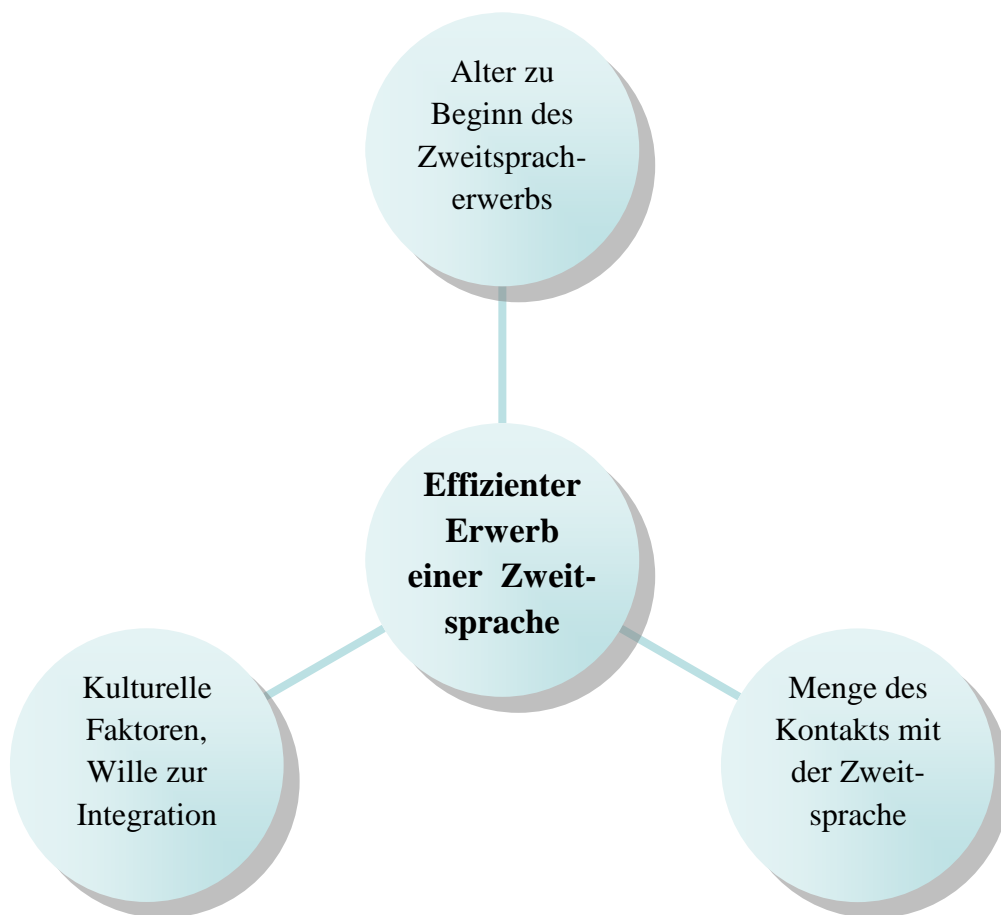 Alter zu
Beginn des
Zweitsprach-
erwerbs
Effizienter
Erwerb
einer Zweit-
sprache
Kulturelle
Faktoren,
Wille zur
Integration
Menge des
Kontakts mit
der Zweit-
sprache